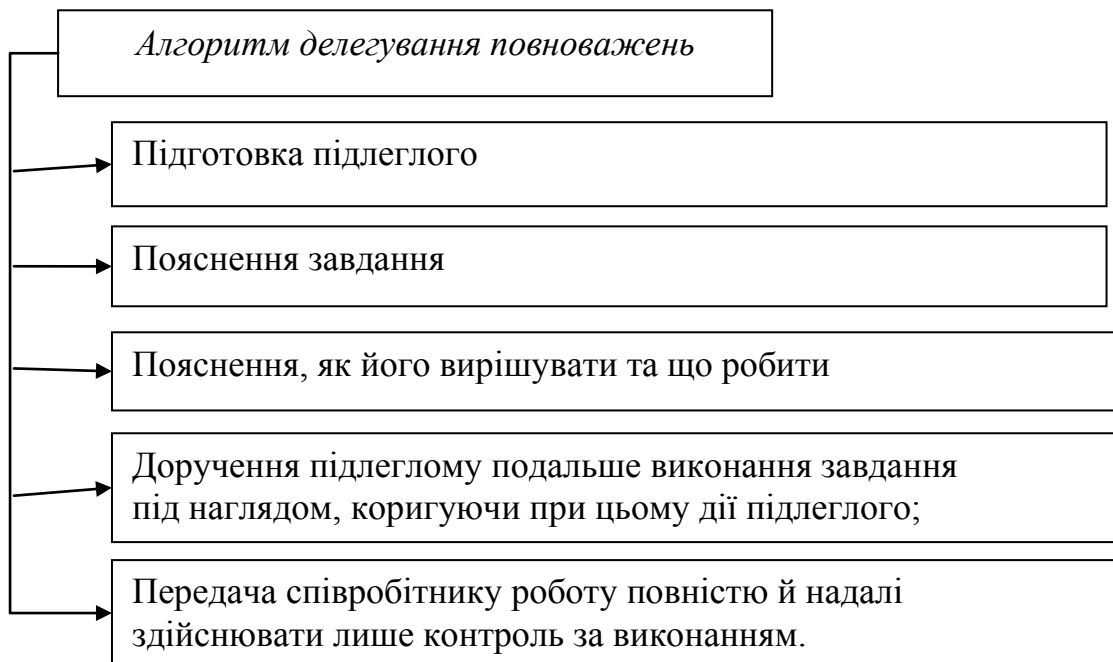 Алгоритм делегування повноважень
Підготовка підлеглого
Пояснення завдання
Пояснення, як його вирішувати та що робити
Доручення підлеглому подальше виконання завдання
під наглядом, коригуючи при цьому дії підлеглого;
Передача співробітнику роботу повністю й надалі
здійснювати лише контроль за виконанням.